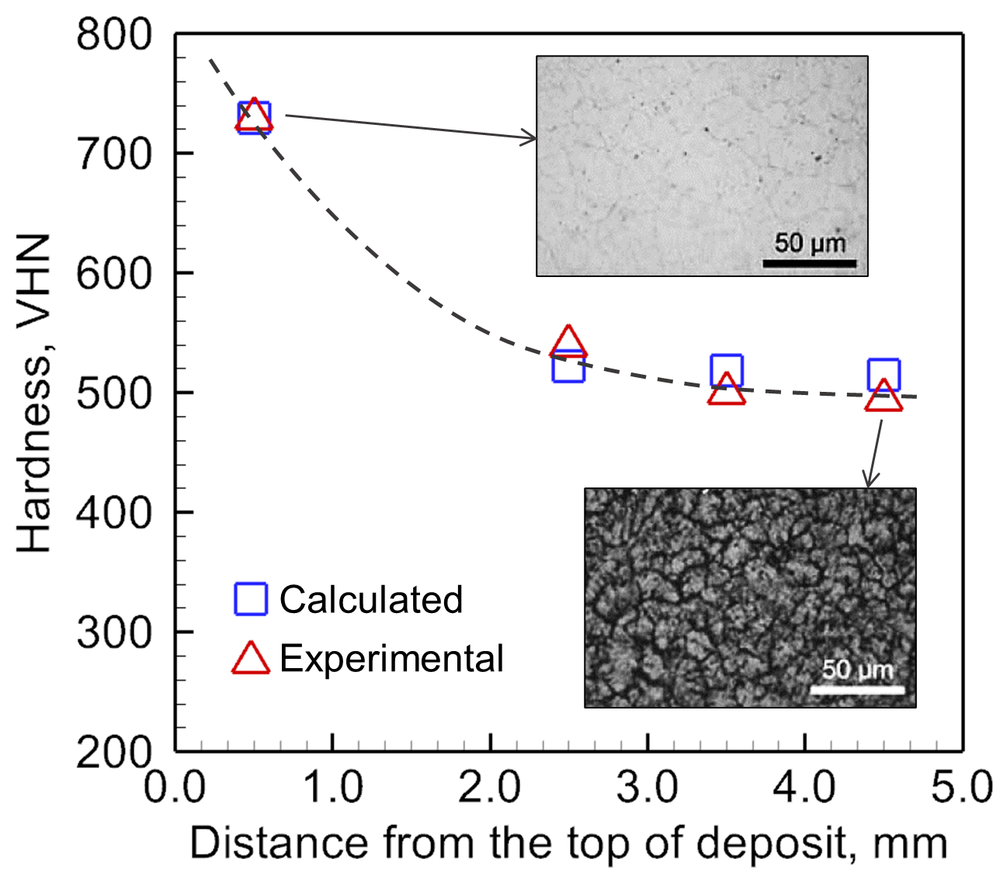 800
700
600
500
400
300
200
Hardness, VHN
50 µm
50 µm
Calculated
Experimental
0.0 1.0 2.0 3.0 4.0 5.0
Distance from the top of deposit, mm